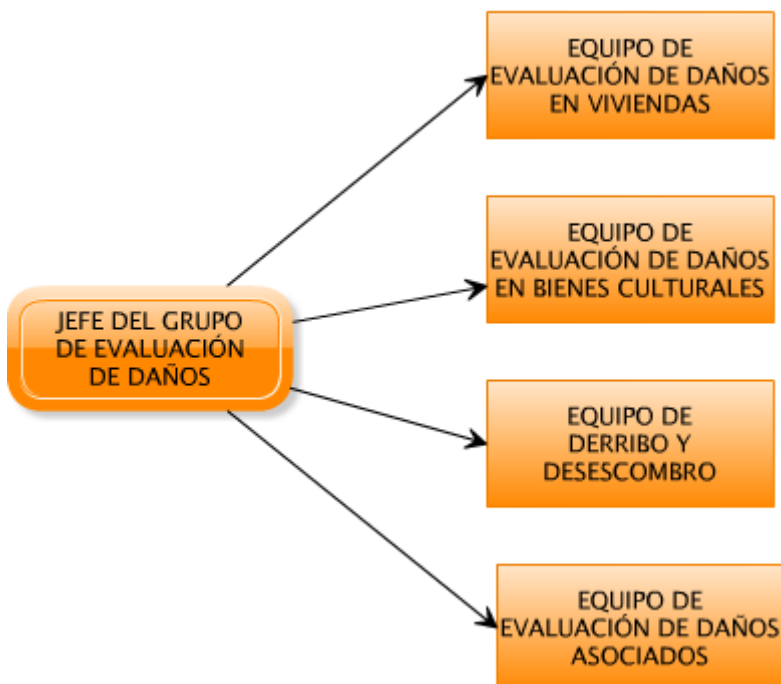 EQUIPO DE
EVALUACIÓN DE DAÑOS
EN VIVIENDAS
EQUIPO DE
EVALUACIÓN DE DAÑOS
EN BIENES CULTURALES
JEFE DEL GRUPO
DE EVALUACIÓN
DE DAÑOS
EQUIPO DE
DERRIBO Y
DESESCOMBRO
EQUIPO DE
EVALUACIÓN DE DAÑOS
ASOCIADOS